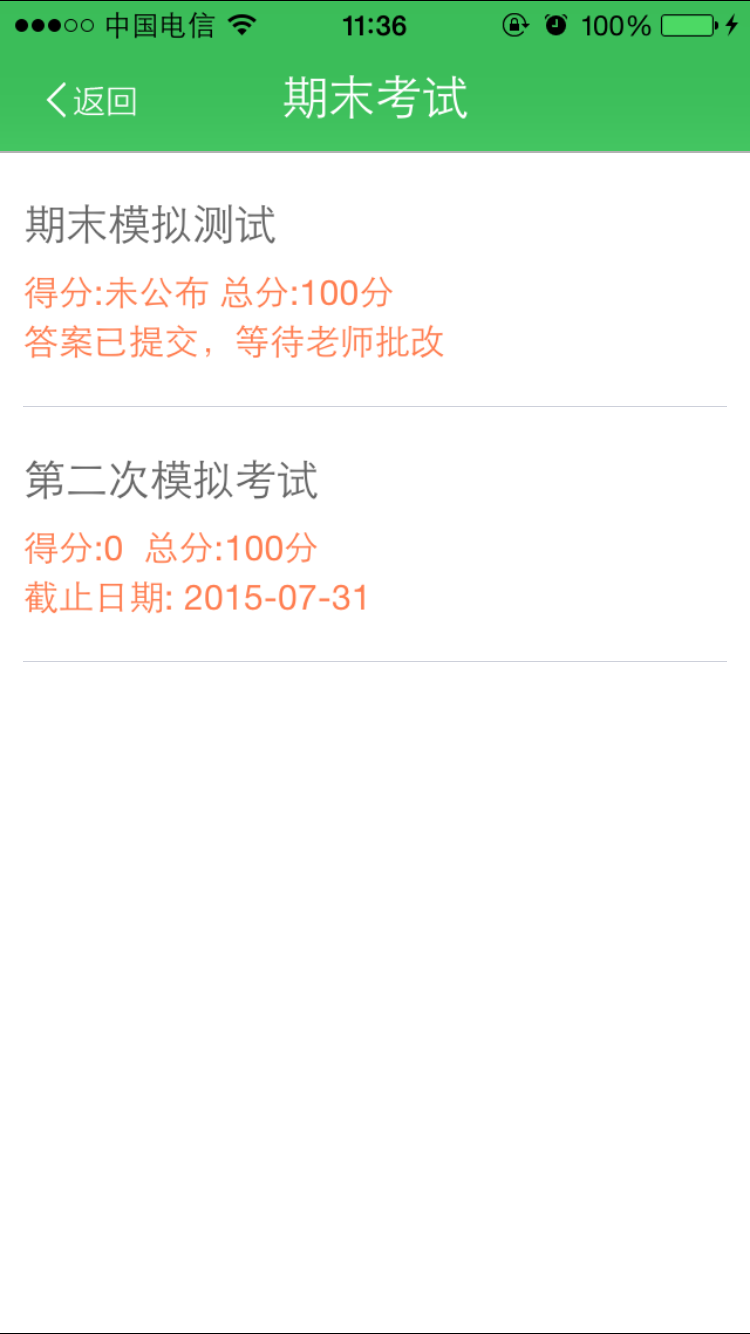 中国电信 11:36 100%
返回 期末考试
期末模拟测试
得分:未公布 总分:100分
答案已提交，等待老师批改
第二次模拟考试
得分:0 总分:100分
截止日期: 2015-07-31